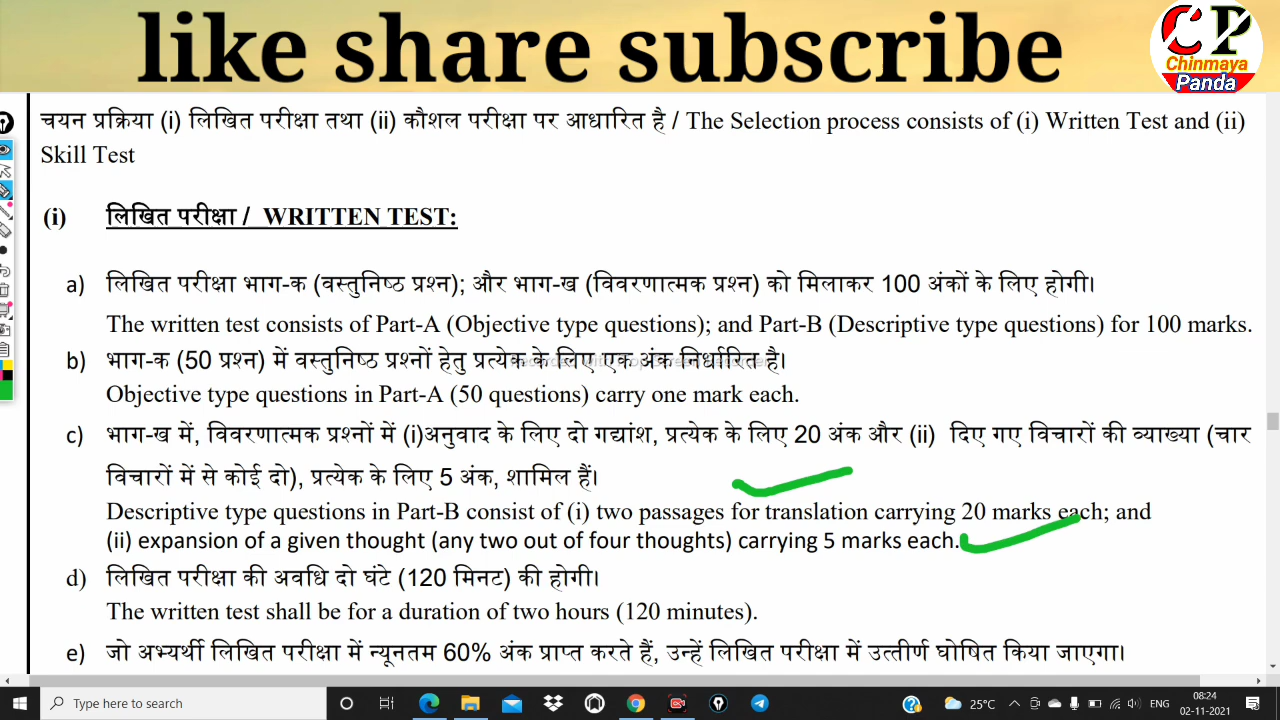 like share subscribe
CP
Chinmaya
Panda
चयन प्रक्रिया (i) लिखित परीक्षा तथा (ii) कौशल परीक्षा पर आधारित है / The Selection process consists of (i) Written Test and (ii)
Skill Test
(i) लिखित परीक्षा / WRITTEN TEST:
a) लिखित परीक्षा भाग-क (वस्तुनिष्ठ प्रश्न); और भाग-ख (विवरणात्मक प्रश्न) को मिलाकर 100 अंकों के लिए होगी।
The written test consists of Part-A (Objective type questions); and Part-B (Descriptive type questions) for 100 marks.
b) भाग-क (50 प्रश्न) में वस्तुनिष्ठ प्रश्नों हेतु प्रत्येक के लिए एक अंक निर्धारित है।
Objective type questions in Part-A (50 questions) carry one mark each.
c) भाग-ख में, विवरणात्मक प्रश्नों में (i)अनुवाद के लिए दो गद्यांश, प्रत्येक के लिए 20 अंक और (ii) दिए गए विचारों की व्याख्या (चार
विचारों में से कोई दो), प्रत्येक के लिए 5 अंक, शामिल हैं।
Descriptive type questions in Part-B consist of (i) two passages for translation carrying 20 marks each; and
(ii) expansion of a given thought (any two out of four thoughts) carrying 5 marks each.
d) लिखित परीक्षा की अवधि दो घंटे (120 मिनट) की होगी।
The written test shall be for a duration of two hours (120 minutes).
e) जो अभ्यर्थी लिखित परीक्षा में न्यूनतम 60% अंक प्राप्त करते हैं, उन्हें लिखित परीक्षा में उत्तीर्ण घोषित किया जाएगा।
Type here to search
25°C
ENG
08:24
02-11-2021